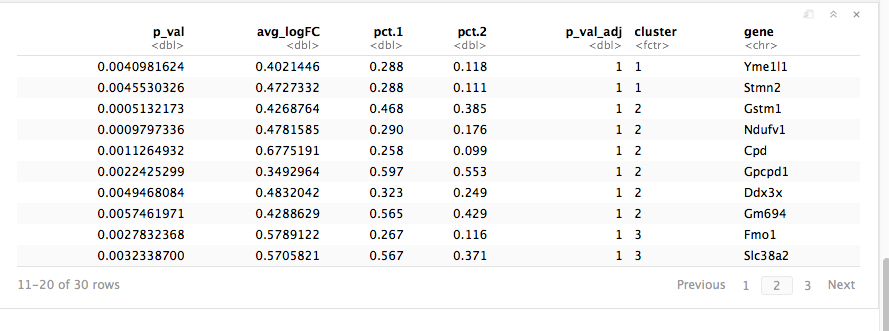 p_val avg_logFC pct.1 pct.2 p_val_adj cluster gene
<dbl> <dbl> <dbl> <dbl> <dbl> <fctr> <chr>
0.0040981624 0.4021446 0.288 0.118 1 1 Yme1l1
0.0045530326 0.4727332 0.288 0.111 1 1 Stmn2
0.0005132173 0.4268764 0.468 0.385 1 2 Gstm1
0.0009797336 0.4781585 0.290 0.176 1 2 Ndufv1
0.0011264932 0.6775191 0.258 0.099 1 2 Cpd
0.0022425299 0.3492964 0.597 0.553 1 2 Gpcpd1
0.0049468084 0.4832042 0.323 0.249 1 2 Ddx3x
0.0057461971 0.4288629 0.565 0.429 1 2 Gm694
0.0027832368 0.5789122 0.267 0.116 1 3 Fmo1
0.0032338700 0.5705821 0.567 0.371 1 3 Slc38a2
11-20 of 30 rows Previous 1 2 3 Next